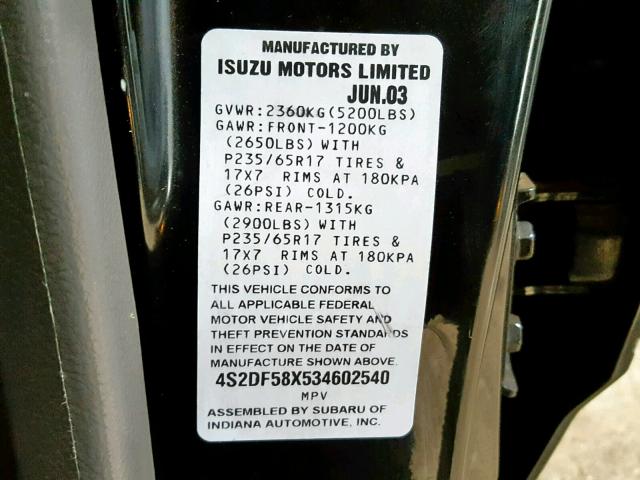 MANUFACTURED BY
ISUZU MOTORS LIMITED
JUN.03
GVWR:2360KG(5200LBS)
GAWR:FRONT-1200KG
(2650LBS) WITH
P235/65R17 TIRES &
17X7 RIMS AT 180KPA
(26PSI) COLD.
GAWR:REAR-1315KG
(2900LBS) WITH
P235/65R17 TIRES &
17X7 RIMS AT 180KPA
(26PSI) COLD.
THIS VEHICLE CONFORMS TO
ALL APPLICABLE FEDERAL
MOTOR VEHICLE SAFETY AND
THEFT PREVENTION STANDARDS
IN EFFECT ON THE DATE OF
MANUFACTURE SHOWN ABOVE.
4S2DF58X534602540
MPV
ASSEMBLED BY SUBARU OF
INDIANA AUTOMOTIVE, INC.